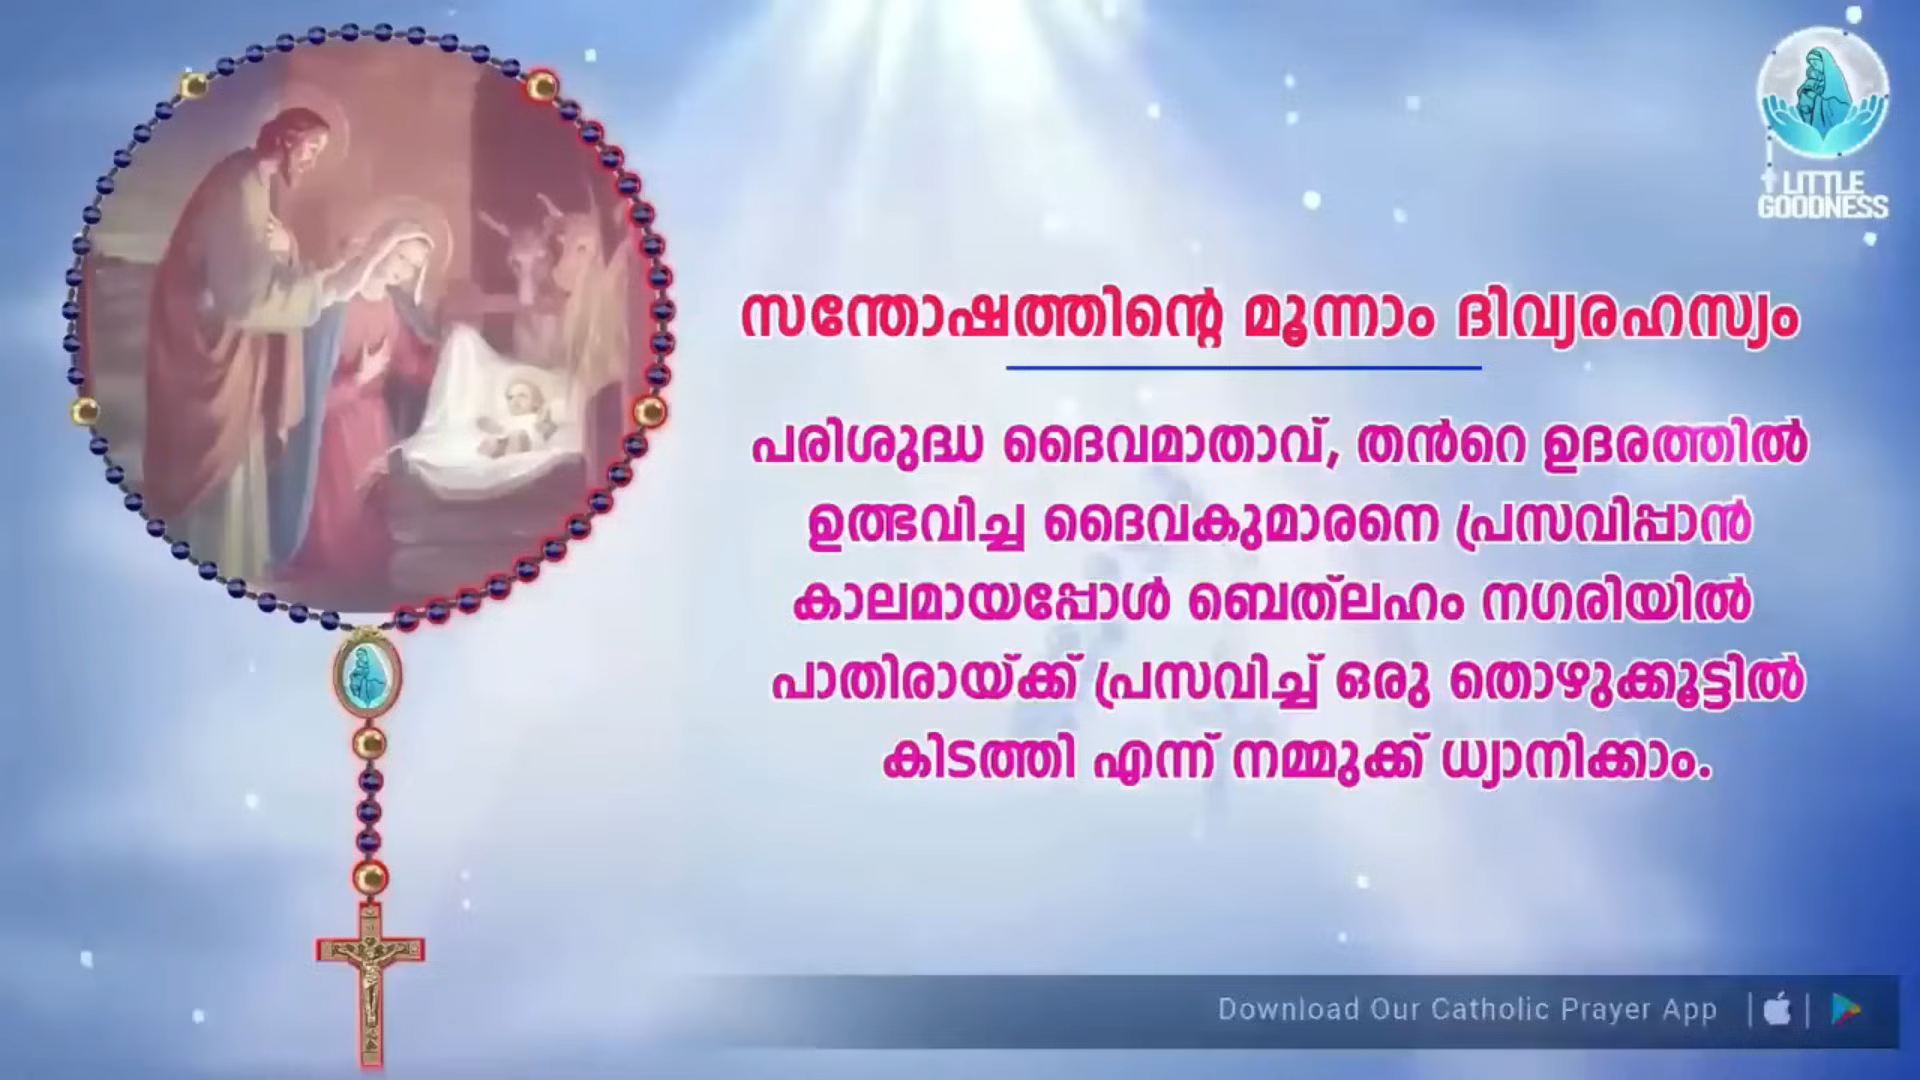 LITTLE
GOODNESS
സന്തോഷത്തിന്റെ മൂന്നാം ദിവ്യരഹസ്യം
പരിശുദ്ധ ദൈവമാതാവ്, തൻറെ ഉദരത്തിൽ
ഉത്ഭവിച്ച ദൈവകുമാരനെ പ്രസവിപ്പാൻ
കാലമായപ്പോൾ ബെത്‌ലഹം നഗരിയിൽ
പാതിരായ്ക്ക് പ്രസവിച്ച് ഒരു തൊഴുക്കൂട്ടിൽ
കിടത്തി എന്ന് നമ്മുക്ക് ധ്യാനിക്കാം.
Download Our Catholic Prayer App